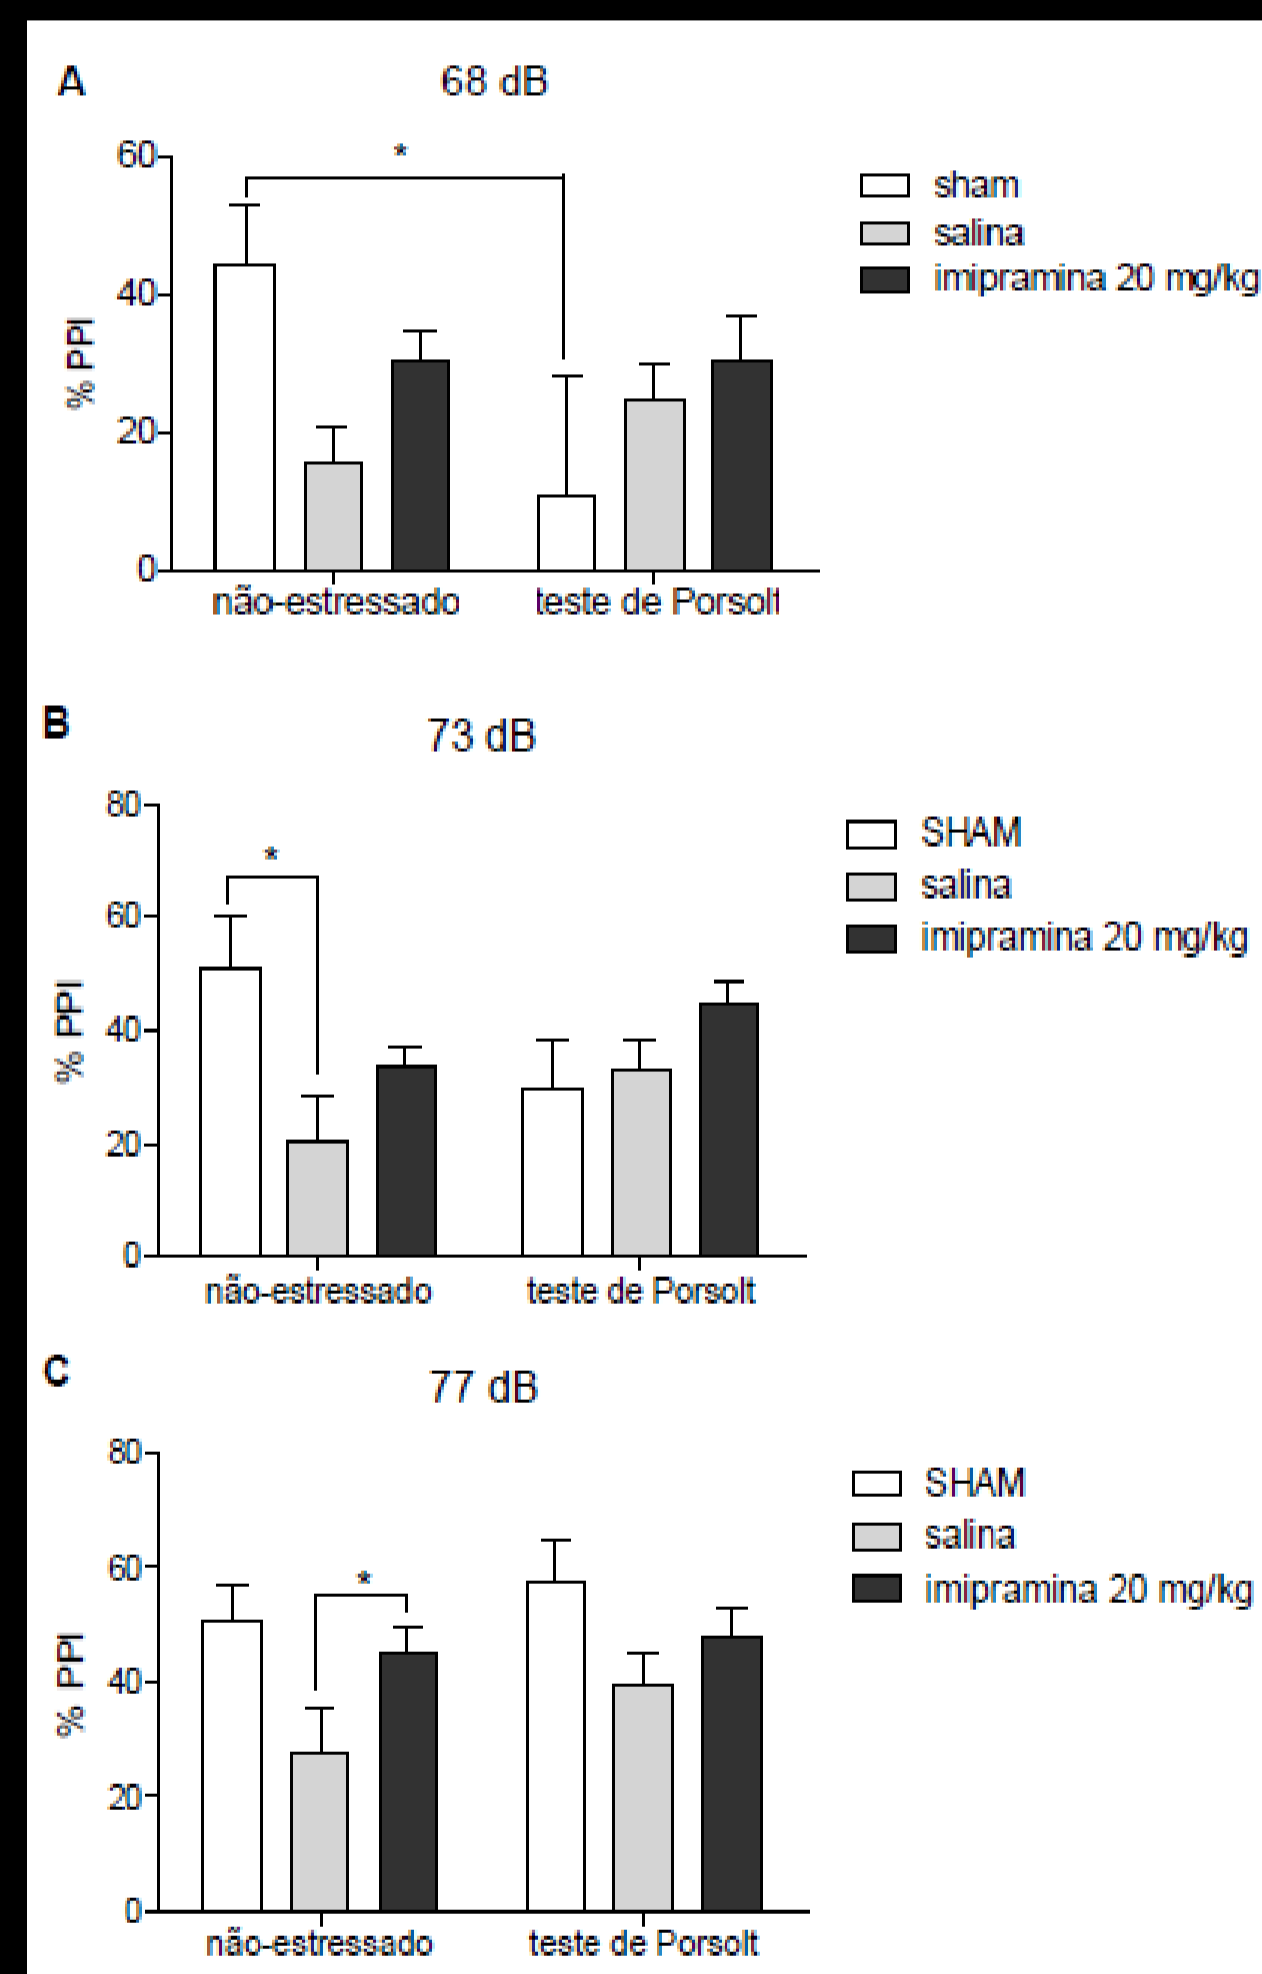 A
68 dB
60
40
20
0
% PPI
*
sham
salina
imipramina 20 mg/kg
não-estressado
teste de Porsolt
B
73 dB
80
60
40
20
0
% PPI
*
SHAM
salina
imipramina 20 mg/kg
não-estressado
teste de Porsolt
C
77 dB
80
60
40
20
0
% PPI
*
SHAM
salina
imipramina 20 mg/kg
não-estressado
teste de Porsolt